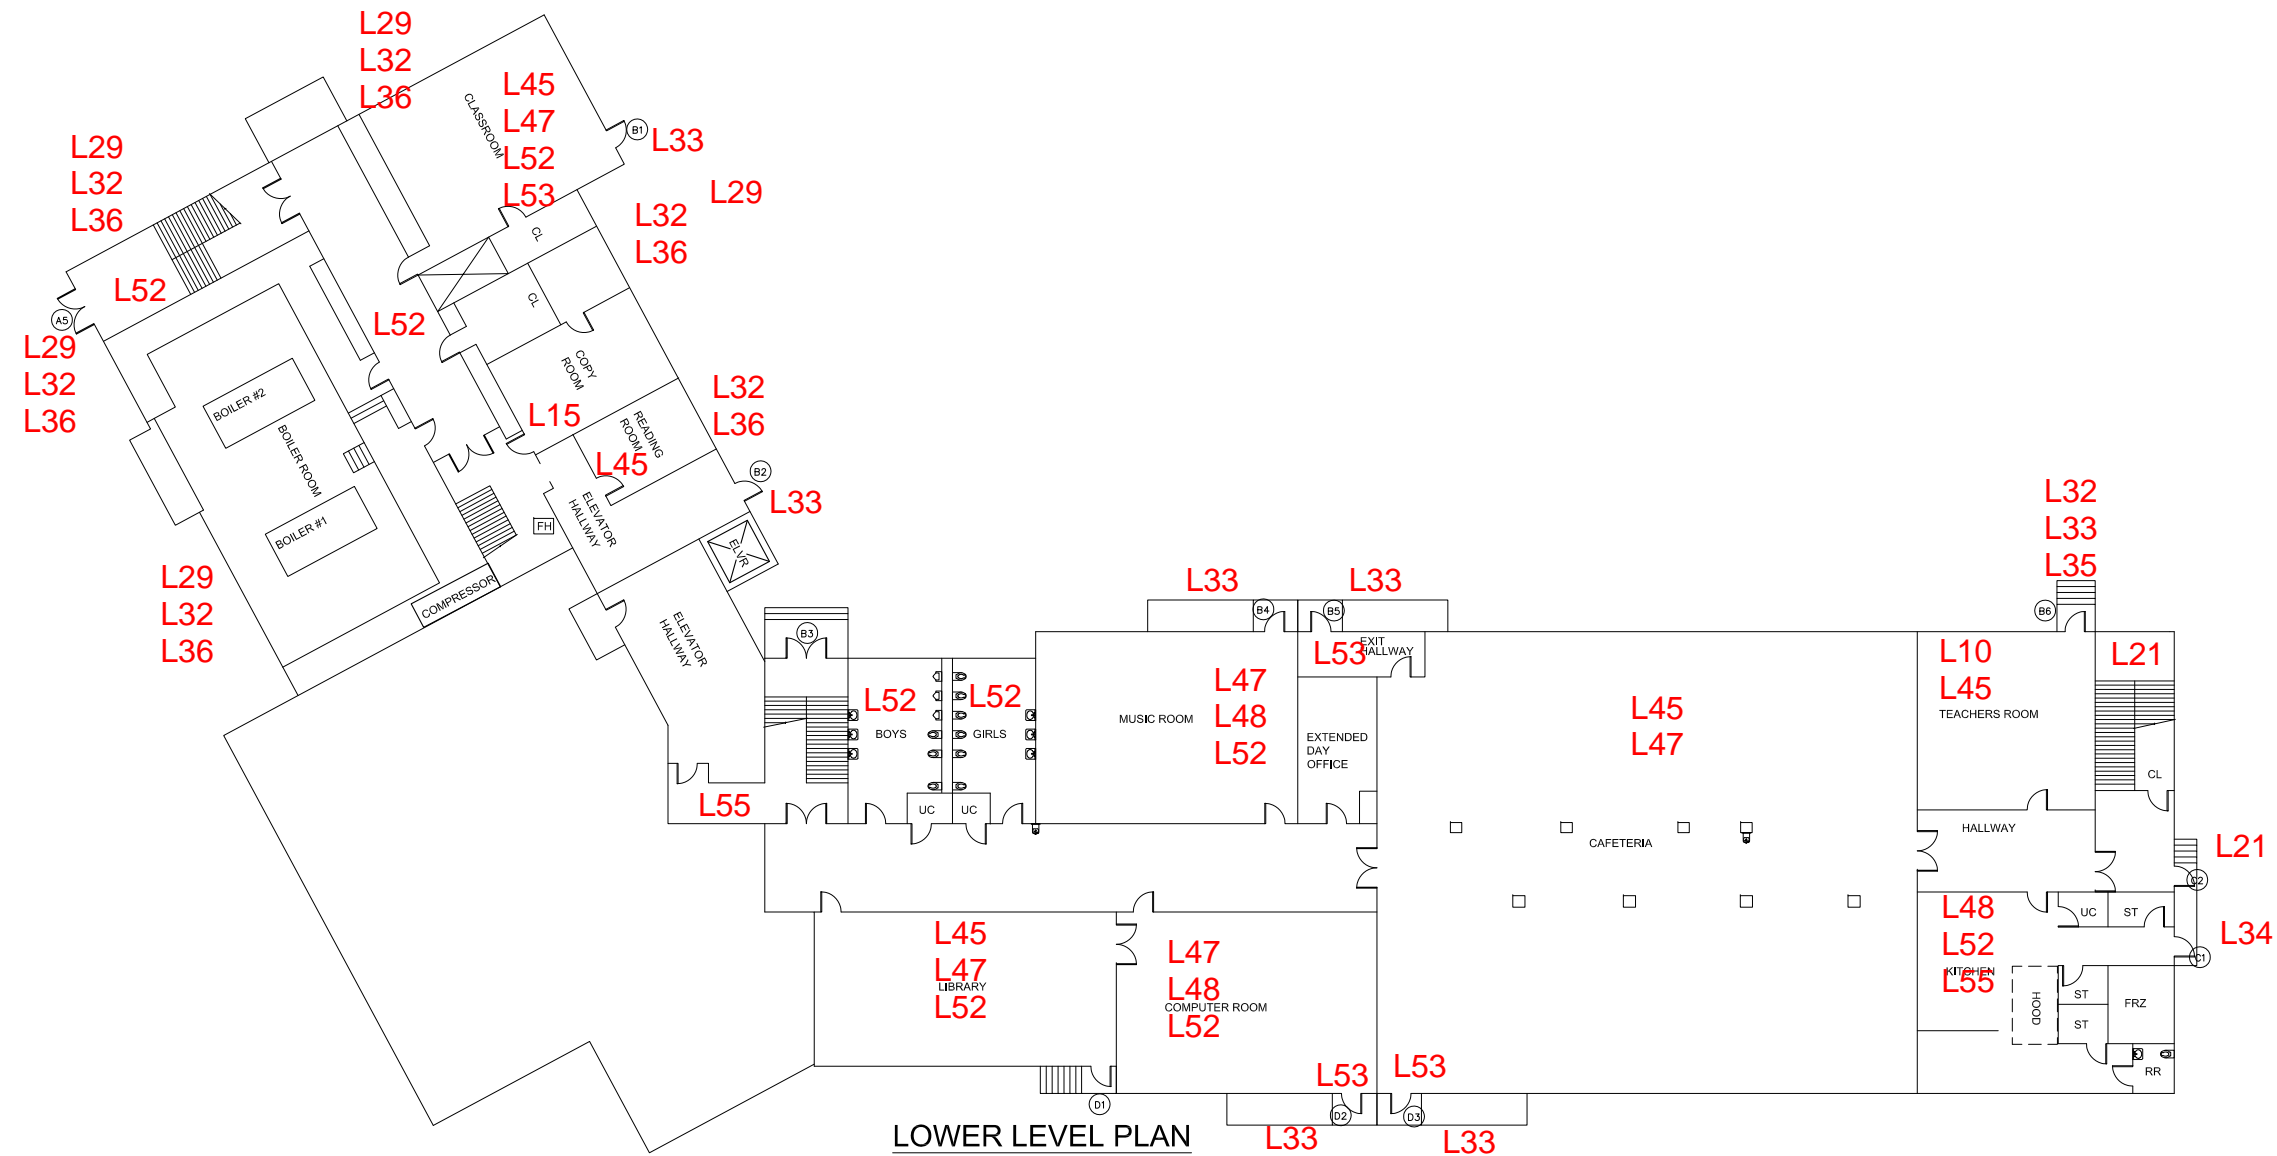 L29
L32
L36
CLASSROOM
L45
L47
L52
L53
B1
L33
L29
L32
L36
L29
L32
L36
CL
L52
A5
L29
L32
L36
L52
CL
COPY
ROOM
BOILER #2
BOILER ROOM
BOILER #1
L15
L32
L36
READING
ROOM
L45
B2
L33
ELEVATOR
HALLWAY
FH
ELVR
COMPRESSOR
L29
L32
L36
ELEVATOR
HALLWAY
B3
L33
L33
B4
B5
L32
L33
L35
B6
EXIT
HALLWAY
L53
L52
BOYS
L52
GIRLS
UC
UC
L55
MUSIC ROOM
L47
L48
L52
EXTENDED
DAY
OFFICE
L45
L47
CAFETERIA
L10
L45
TEACHERS ROOM
L21
CL
HALLWAY
L21
C2
L34
C1
L48
L52
KITCHEN
L55
UC
ST
HOOD
ST
ST
FRZ
RR
L45
L47
LIBRARY
L52
L47
L48
COMPUTER ROOM
L52
L53
L53
D1
D2
D3
L33
L33
LOWER LEVEL PLAN